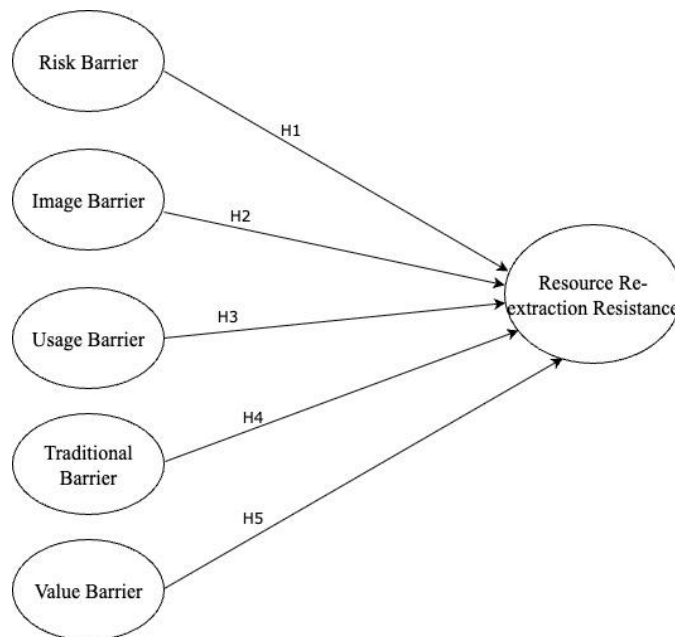 Risk Barrier
H1
Image Barrier
H2
Resource Re-
extraction Resistance
Usage Barrier
H3
Traditional
Barrier
H4
Value Barrier
H5